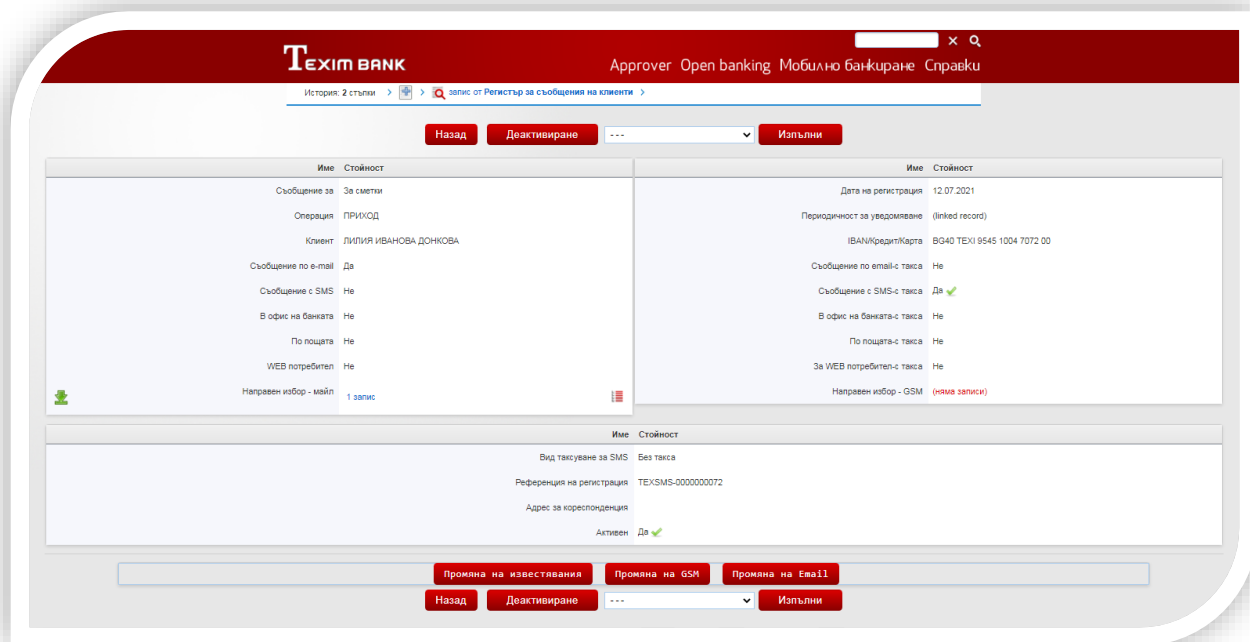 TEXIM BANK
Approver Open banking Мобилно банкиране Справки
История: 2 стъпки > > запис от Регистър за съобщения на клиенти >
Назад Деактивиране --- Изпълни
Име Стойност
Съобщение за За сметки
Операция ПРИХОД
Клиент ЛИЛИЯ ИВАНОВА ДОНКОВА
Съобщение по e-mail Да
Съобщение с SMS Не
В офис на банката Не
По пощата Не
WEB потребител Не
Направен избор - майл 1 запис
Име Стойност
Дата на регистрация 12.07.2021
Периодичност за уведомяване (linked record)
IBAN/Кредит/Карта BG40 TEXI 9545 1004 7072 00
Съобщение по email-с такса Не
Съобщение с SMS-с такса Да
В офис на банката-с такса Не
По пощата-с такса Не
За WEB потребител-с такса Не
Направен избор - GSM (няма записи)
Име Стойност
Вид таксуване за SMS Без такса
Референция на регистрация TEXSMS-0000000072
Адрес за кореспонденция
Активен Да
Промяна на известявания Промяна на GSM Промяна на Email
Назад Деактивиране --- Изпълни